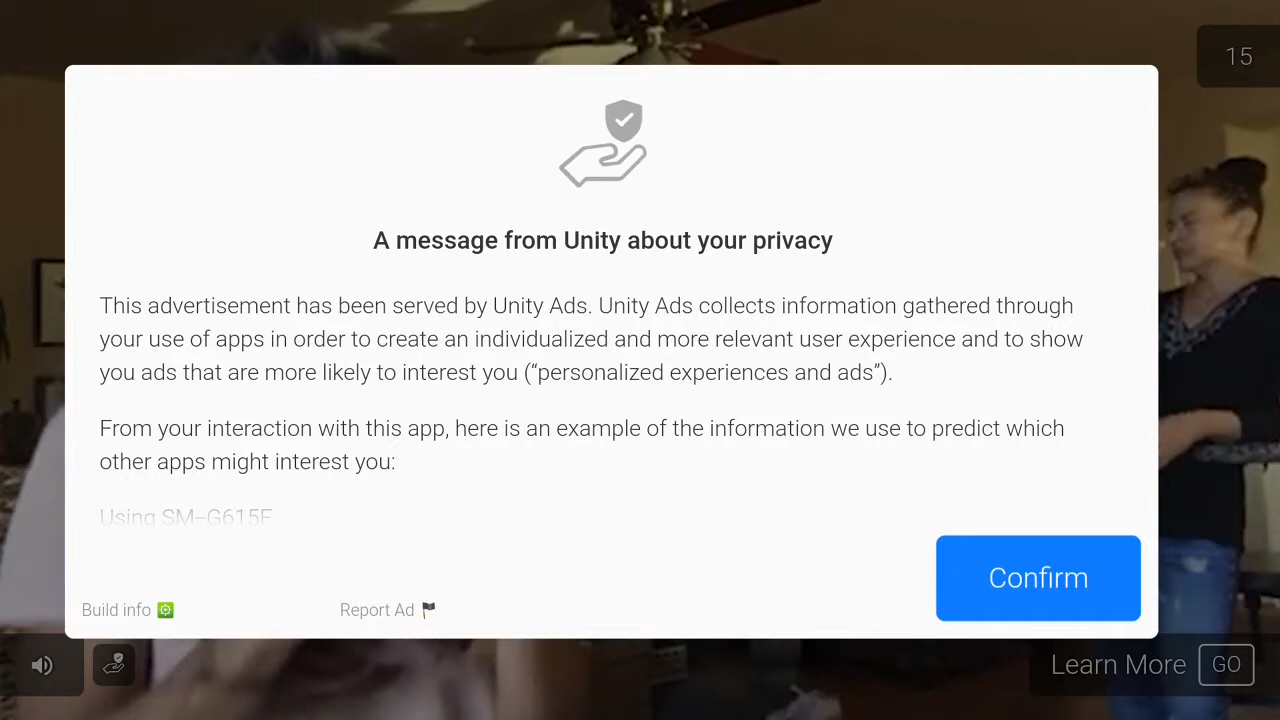 15
A message from Unity about your privacy
This advertisement has been served by Unity Ads. Unity Ads collects information gathered through
your use of apps in order to create an individualized and more relevant user experience and to show
you ads that are more likely to interest you (“personalized experiences and ads”).
From your interaction with this app, here is an example of the information we use to predict which
other apps might interest you:
Using SM-G615F
Confirm
Build info
Report Ad
Learn More GO